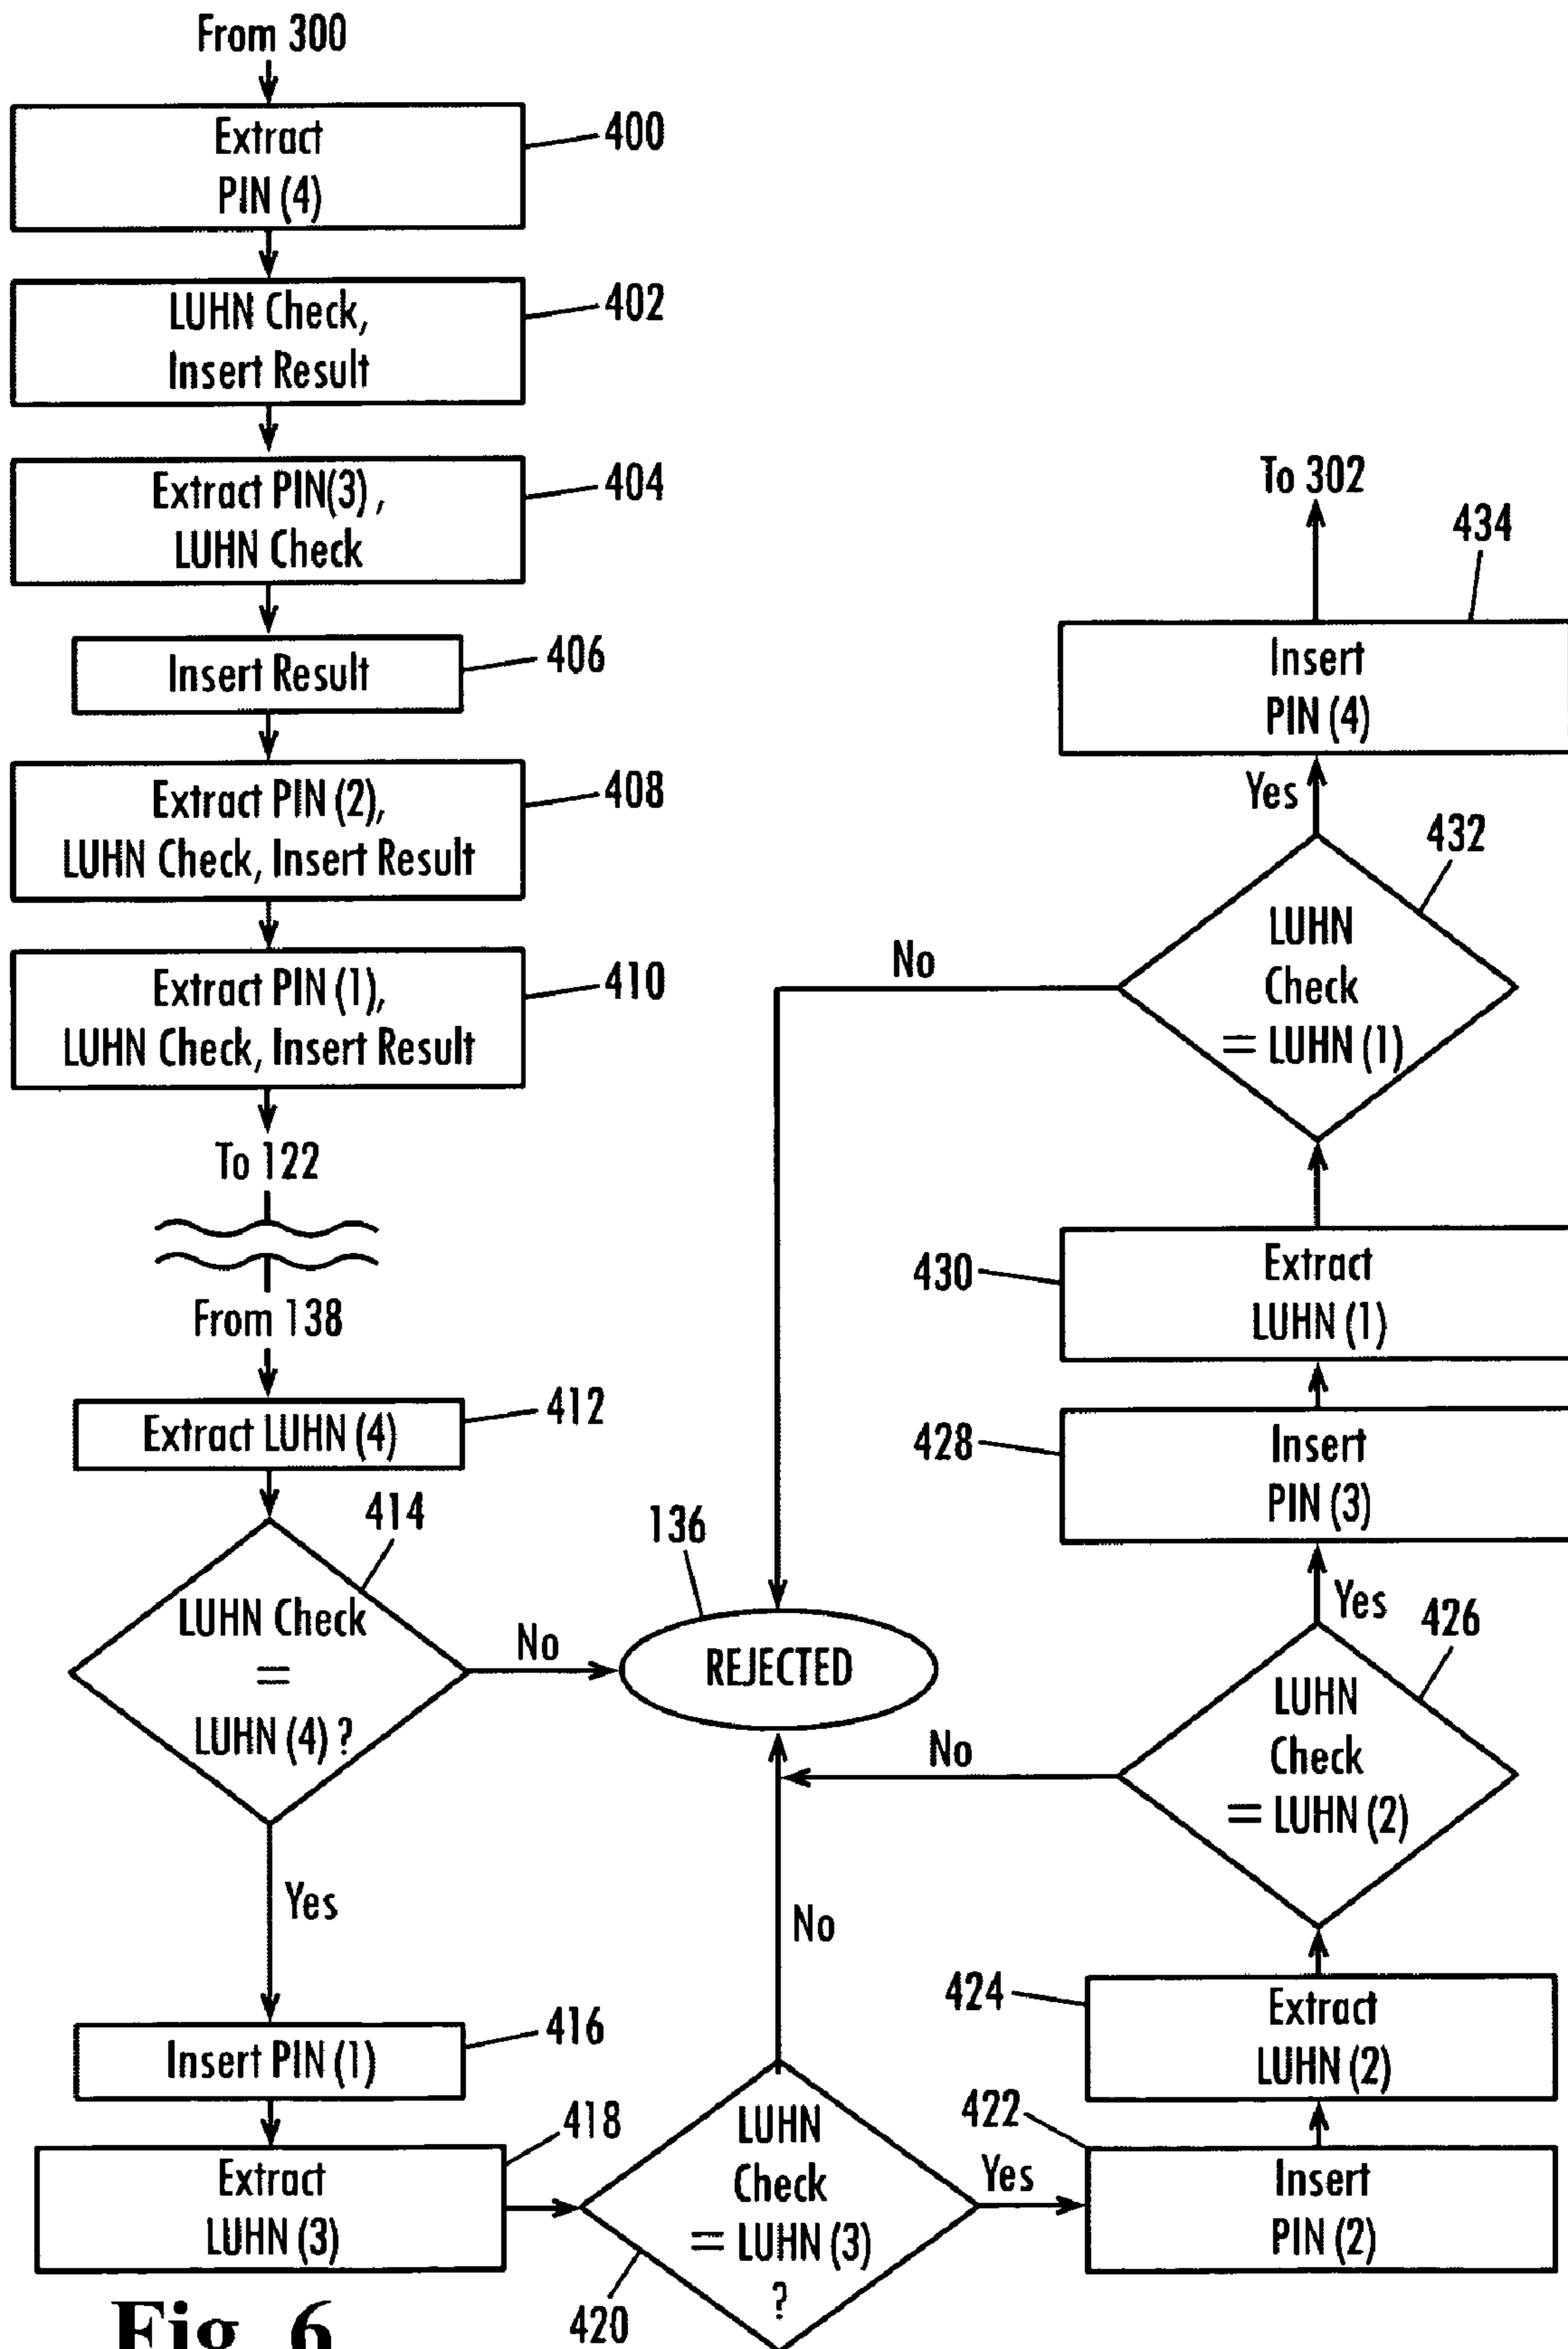 From 300
Extract
PIN (4)
400
LUHN Check,
Insert Result
402
Extract PIN(3),
LUHN Check
404
Insert Result
406
Extract PIN (2),
LUHN Check, Insert Result
408
Extract PIN (1),
LUHN Check, Insert Result
410
To 122
From 138
Extract LUHN (4)
412
414
LUHN Check
=
LUHN (4) ?
No
Yes
136
REJECTED
Insert PIN (1)
416
Extract
LUHN (3)
418
LUHN
Check
= LUHN (3)
?
420
No
Yes
422
Insert
PIN (2)
424
Extract
LUHN (2)
426
LUHN
Check
= LUHN (2)
No
Yes
428
Insert
PIN (3)
430
Extract
LUHN (1)
432
LUHN
Check
= LUHN (1)
No
Yes
434
Insert
PIN (4)
To 302
Fig. 6